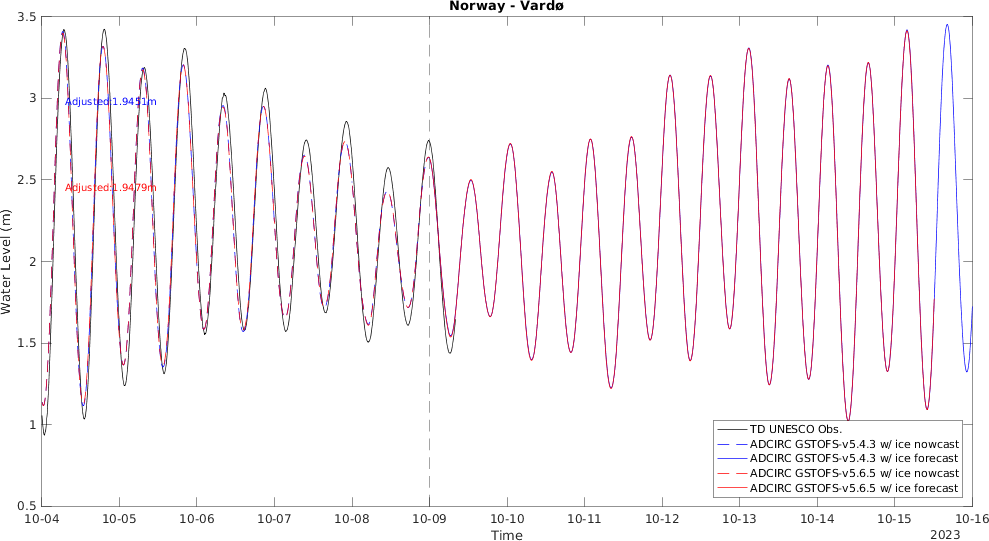 Norway - Vardø
3.5
3
2.5
2
1.5
1
0.5
Water Level (m)
Adjusted:1.9451m
Adjusted:1.9479m
TD UNESCO Obs.
ADCIRC GSTOFS-v5.4.3 w/ ice nowcast
ADCIRC GSTOFS-v5.4.3 w/ ice forecast
ADCIRC GSTOFS-v5.6.5 w/ ice nowcast
ADCIRC GSTOFS-v5.6.5 w/ ice forecast
10-04 10-05 10-06 10-07 10-08 10-09 10-10 10-11 10-12 10-13 10-14 10-15 10-16
Time
2023